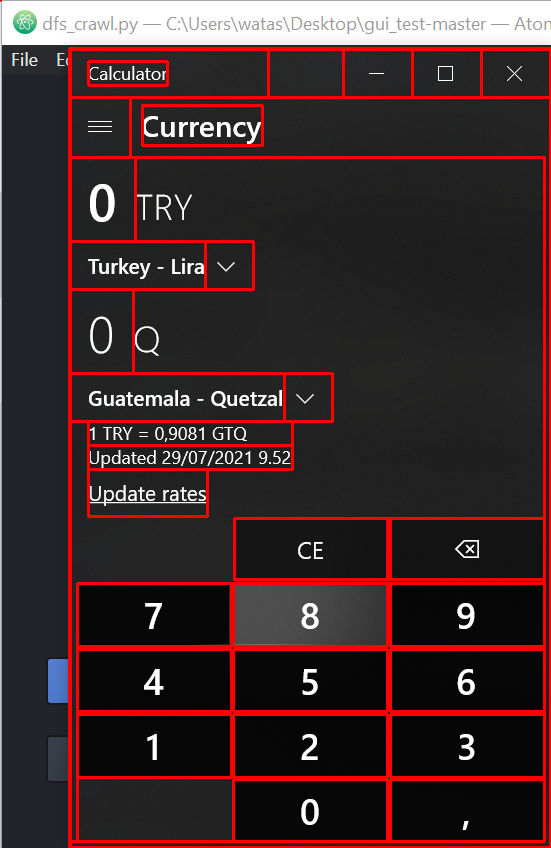 dfs_crawl.py — C:\Users\watas\Desktop\gui_test-master — Atom
File
Calculator
Currency
0 TRY
Turkey - Lira
0 Q
Guatemala - Quetzal
1 TRY = 0,9081 GTQ
Updated 29/07/2021 9.52
Update rates
CE
7 8 9
4 5 6
1 2 3
0 ,